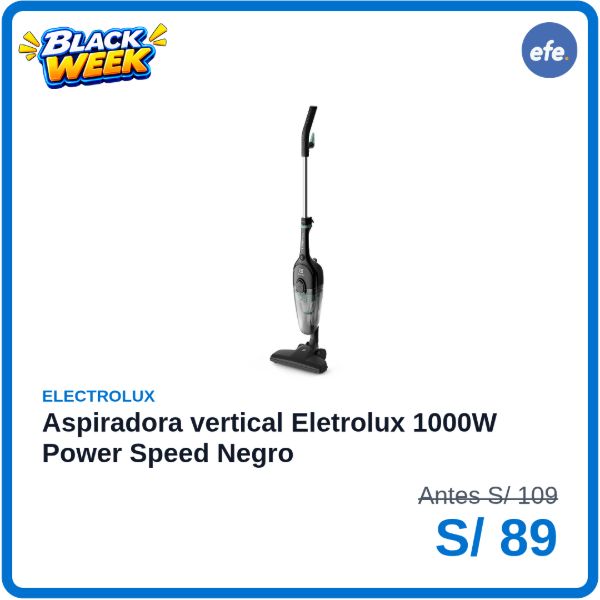 BLACK
WEEK
efe.
ELECTROLUX
Aspiradora vertical Eletrolux 1000W
Power Speed Negro
Antes S/ 109
S/ 89